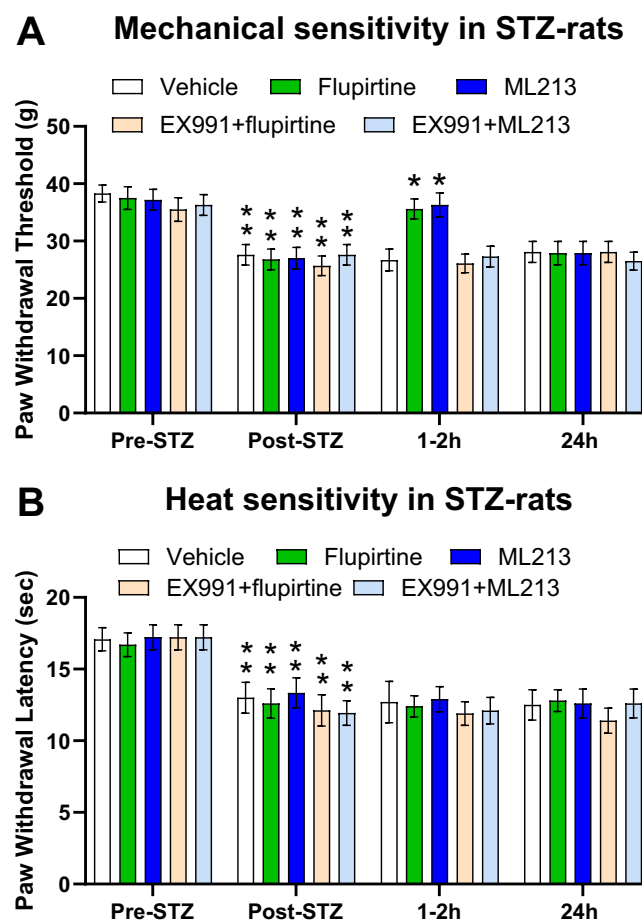 A Mechanical sensitivity in STZ-rats
Vehicle Flupirtine ML213
EX991+flupirtine EX991+ML213
Paw Withdrawal Threshold (g)
50
40
30
20
10
0
** ** ** ** **
* *
Pre-STZ Post-STZ 1-2h 24h
B Heat sensitivity in STZ-rats
Vehicle Flupirtine ML213
EX991+flupirtine EX991+ML213
Paw Withdrawal Latency (sec)
20
15
10
5
0
** ** ** ** **
Pre-STZ Post-STZ 1-2h 24h